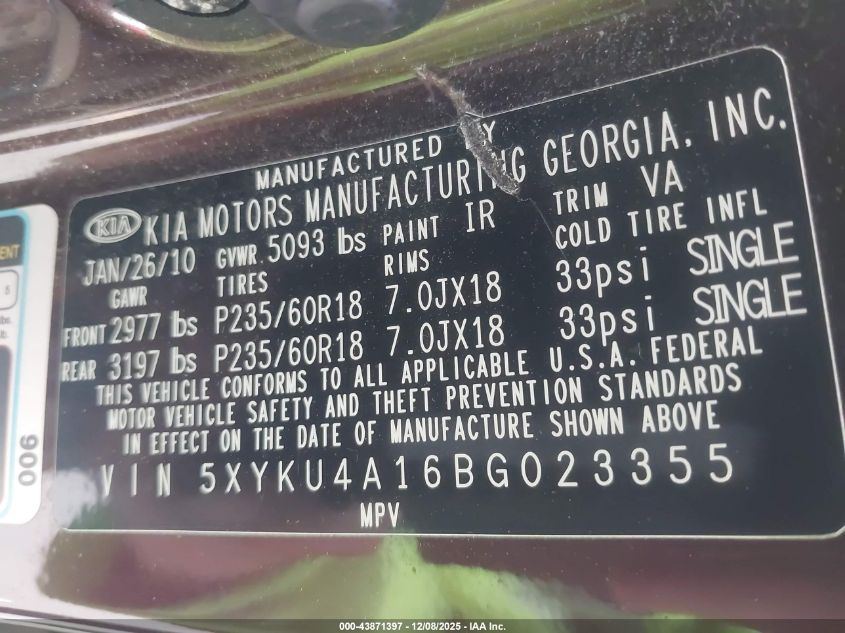 MANUFACTURED BY
KIA KIA MOTORS MANUFACTURING GEORGIA, INC.
JAN/26/10 GVWR 5093 lbs PAINT IR TRIM VA
GAWR TIRES RIMS COLD TIRE INFL
FRONT 2977 lbs P235/60R18 7.0JX18 33psi SINGLE
REAR 3197 lbs P235/60R18 7.0JX18 33psi SINGLE
THIS VEHICLE CONFORMS TO ALL APPLICABLE U.S.A. FEDERAL
MOTOR VEHICLE SAFETY AND THEFT PREVENTION STANDARDS
IN EFFECT ON THE DATE OF MANUFACTURE SHOWN ABOVE
VIN 5XYKU4A16BG023355
MPV
5
006
000-43871397 - 12/08/2025 - IAA Inc.